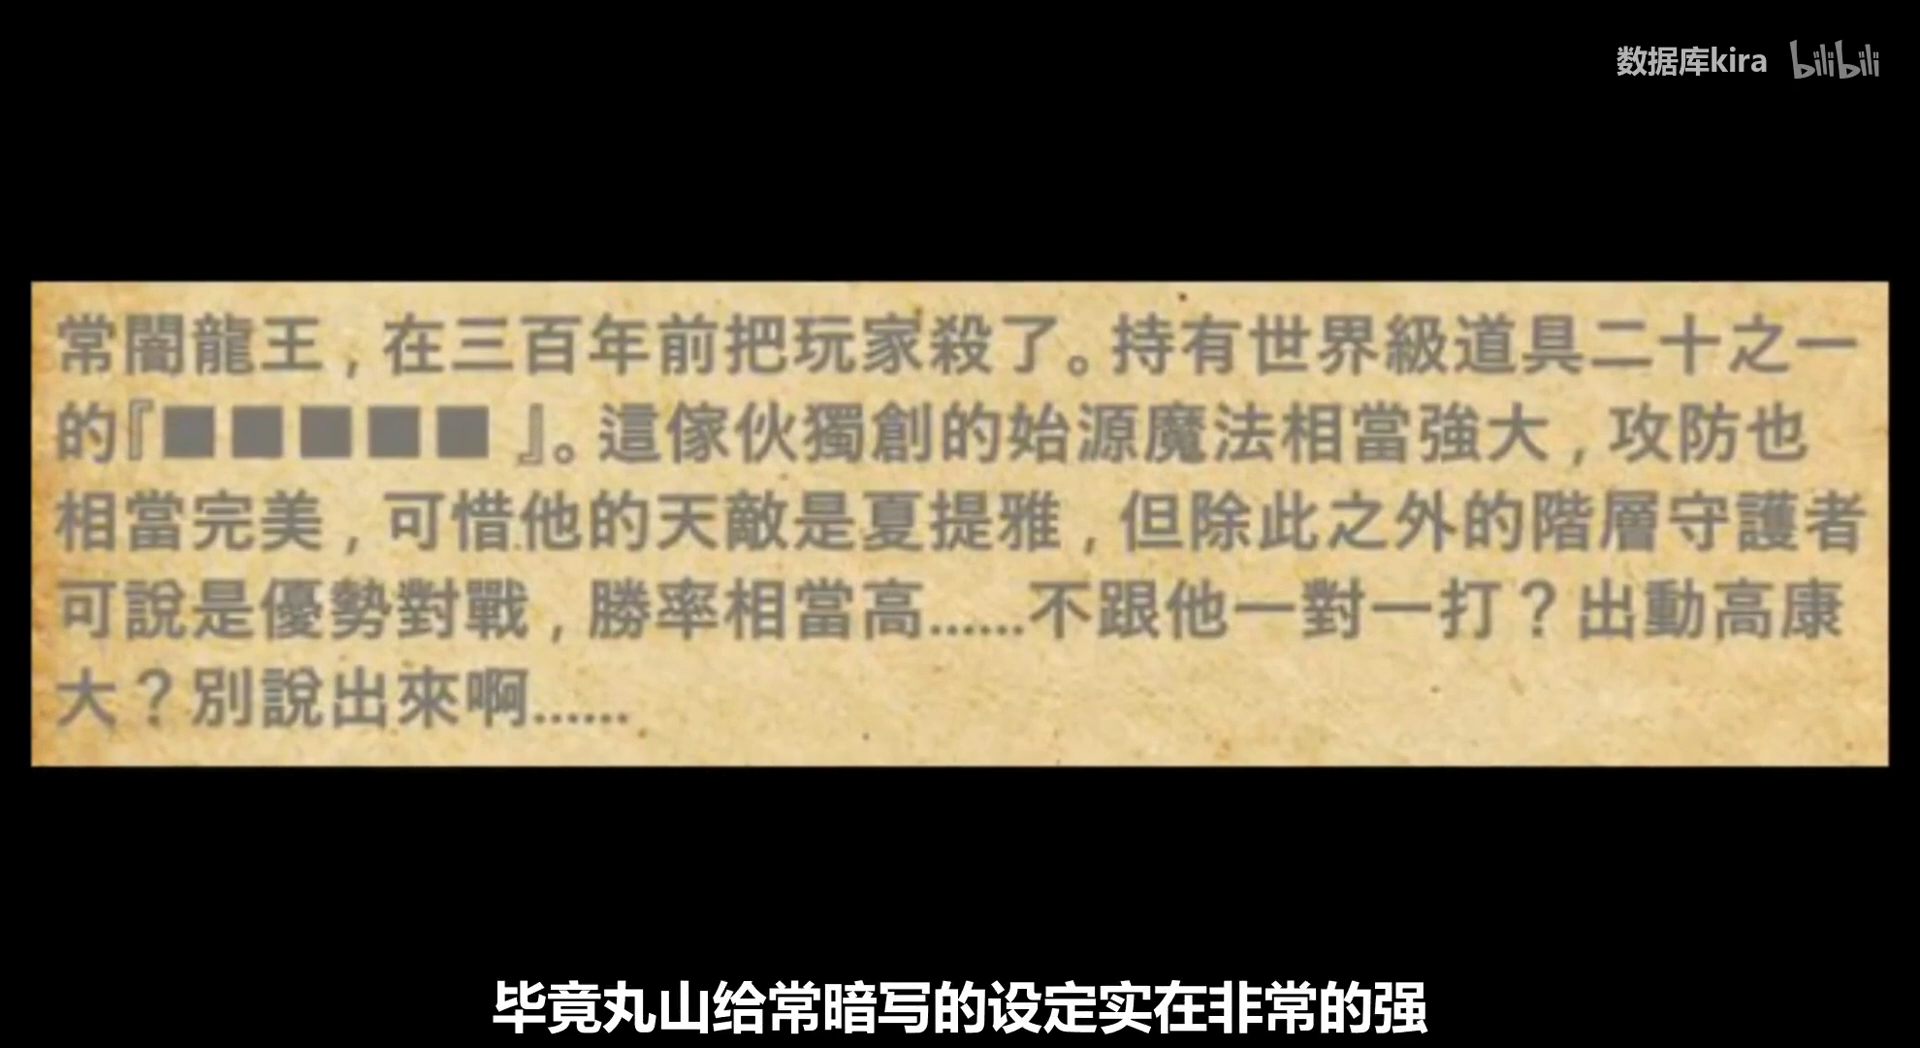 数据库kira bilibili
常闇龍王，在三百年前把玩家殺了。持有世界級道具二十之一
的『■■■■■』。這傢伙獨創的始源魔法相當強大，攻防也
相當完美，可惜他的天敵是夏提雅，但除此之外的階層守護者
可說是優勢對戰，勝率相當高……不跟他一對一打？出動高康
大？別說出來啊……
毕竟丸山给常暗写的设定实在非常的强